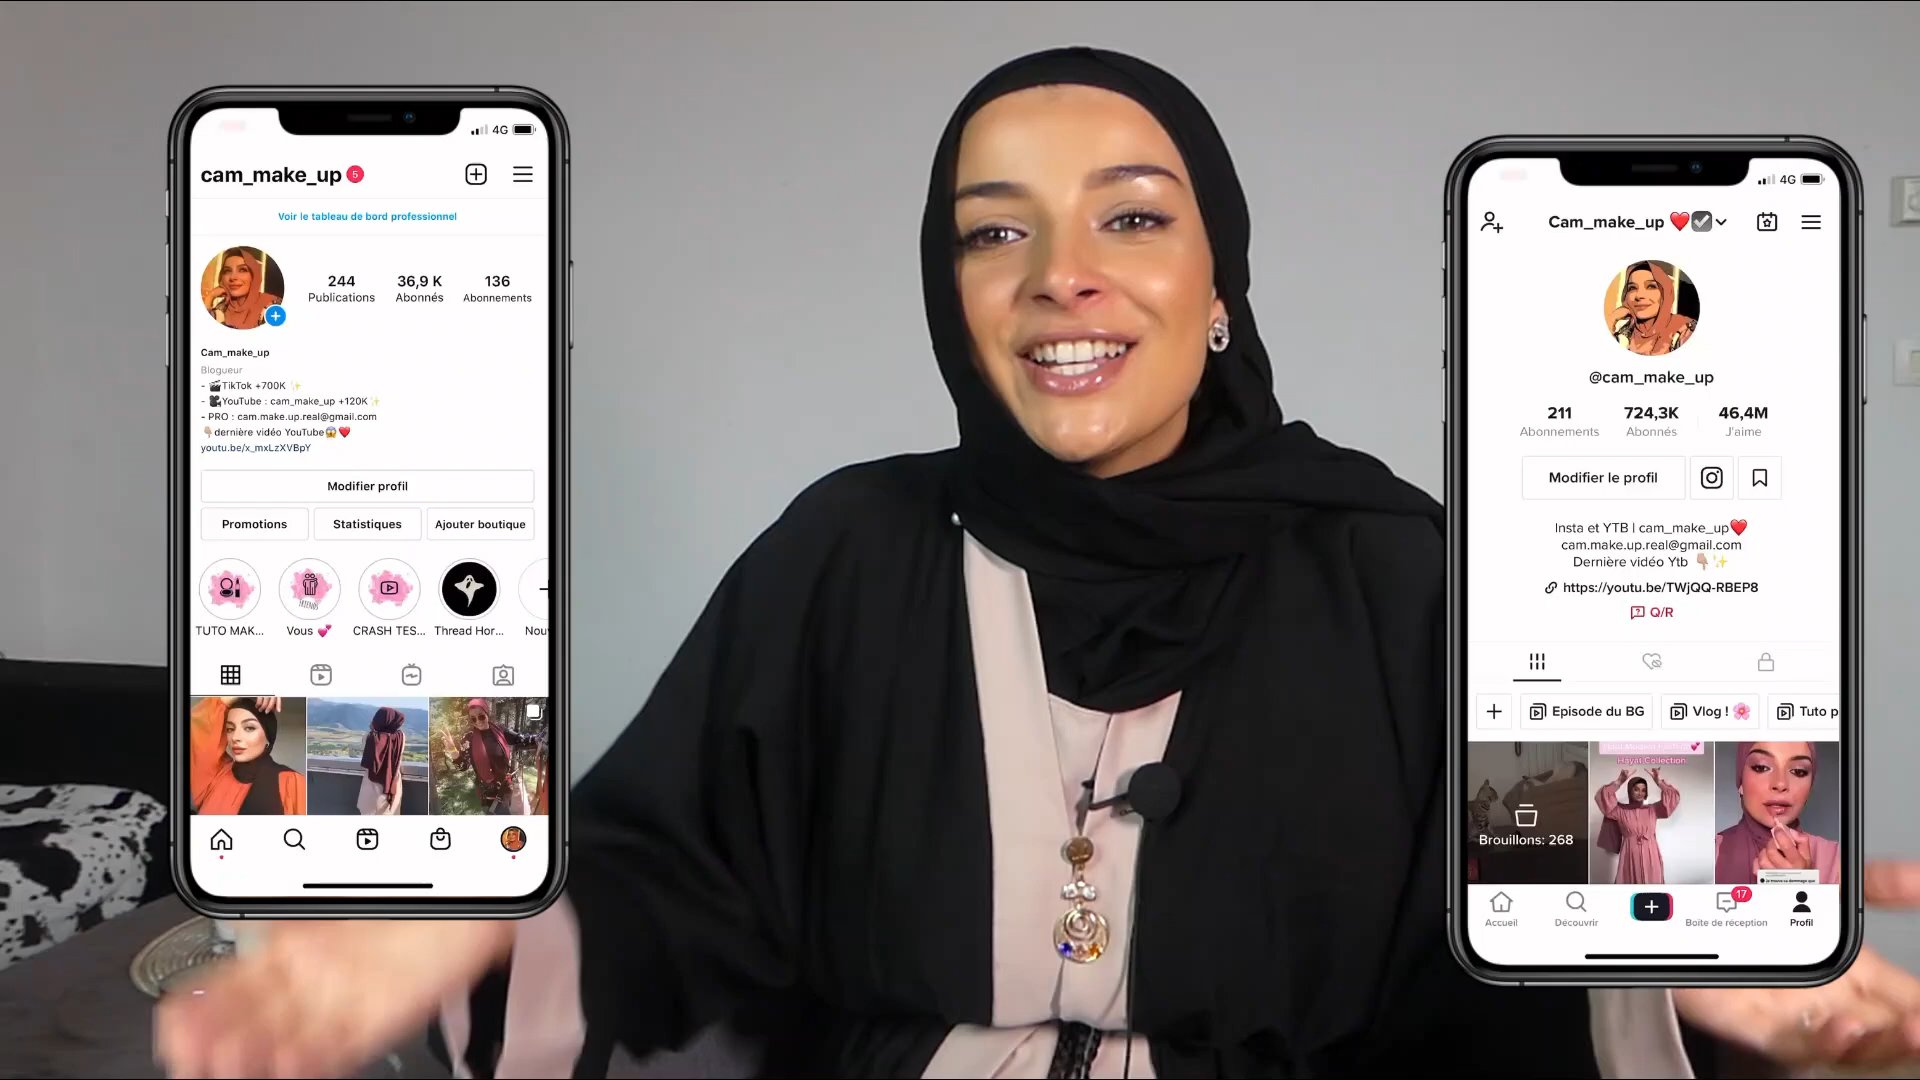 4G
cam_make_up 5
Voir le tableau de bord professionnel
244 36,9 K 136
Publications Abonnés Abonnements
Cam_make_up
Blogueur
- 🎬TikTok +700K ✨
- 🎥YouTube : cam_make_up +120K✨
- PRO : cam.make.up.real@gmail.com
👇🏼dernière vidéo YouTube😱❤️
youtu.be/x_mxLzXVBpY
Modifier profil
Promotions Statistiques Ajouter boutique
TUTO MAK... Vous 💕 CRASH TES... Thread Hor... Nou
4G
Cam_make_up ❤️☑️
@cam_make_up
211 724,3K 46,4M
Abonnements Abonnés J'aime
Modifier le profil
Insta et YTB | cam_make_up❤️
cam.make.up.real@gmail.com
Dernière vidéo Ytb 👇🏼✨
https://youtu.be/TWjQQ-RBEP8
Q/R
Episode du BG Vlog ! 🌸 Tuto p
Hayat Collection
Brouillons: 268
17
Accueil Découvrir Boite de réception Profil